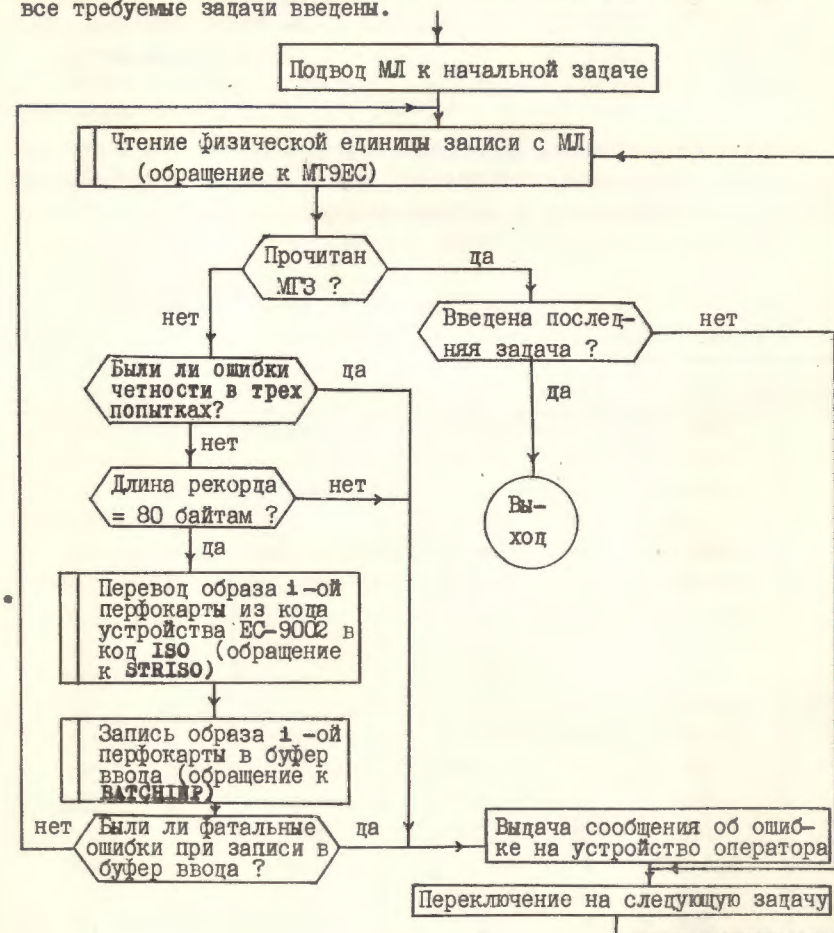 все требуемые задачи введены.
Подвод МЛ к начальной задаче
Чтение физической единицы записи с МЛ
(обращение к МТ9ЕС)
Прочитан
МГЗ ?
да
нет
Введена послед-
няя задача ?
нет
да
Были ли ошибки
четности в трех
попытках?
да
нет
Длина рекорда
= 80 байтам ?
нет
да
Вы-
ход
Перевод образа i-ой
перфокарты из кода
устройства ЕС-9002 в
код ISO (обращение
к STRISO)
Запись образа i -ой
перфокарты в буфер
ввода (обращение к
BATCHINP)
нет
Были ли фатальные
ошибки при записи в
буфер ввода ?
да
Выдача сообщения об ошиб-
ке на устройство оператора
Переключение на следующую задачу